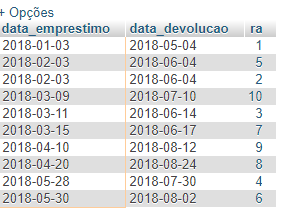 + Opções
data_emprestimo data_devolucao ra
2018-01-03 2018-05-04 1
2018-02-03 2018-06-04 5
2018-02-03 2018-06-04 2
2018-03-09 2018-07-10 10
2018-03-11 2018-06-14 3
2018-03-15 2018-06-17 7
2018-04-10 2018-08-12 9
2018-04-20 2018-08-24 8
2018-05-28 2018-07-30 4
2018-05-30 2018-08-02 6